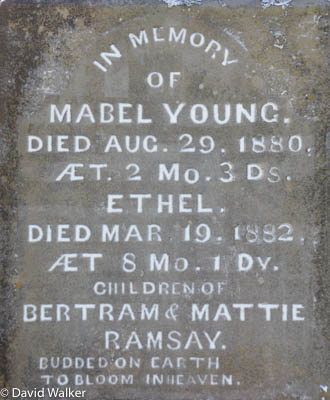 IN MEMORY
OF
MABEL YOUNG.
DIED AUG. 29. 1880.
ÆT. 2 MO. 3 DS.
ETHEL.
DIED MAR. 19. 1882.
ÆT 8 MO. 1 DY.
CHILDREN OF
BERTRAM & MATTIE
RAMSAY.
BUDDED ON EARTH
TO BLOOM IN HEAVEN.
© David Walker